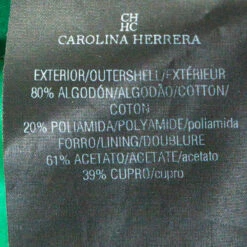 CH
HC
CAROLINA HERRERA
EXTERIOR/OUTERSHELL/EXTÉRIEUR
80% ALGODÓN/ALGODÃO/COTTON/
COTON
20% POLIAMIDA/POLYAMIDE/poliamida
FORRO/LINING/DOUBLURE
61% ACETATO/ACETATE/acetato
39% CUPRO/cupro